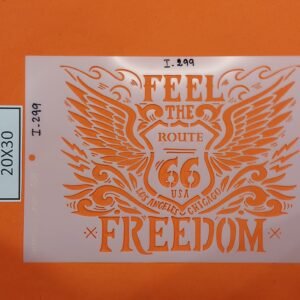 I.299
FEEL
THE
ROUTE
66
USA
LOS ANGELES CHICAGO
FREEDOM
I.299
20X30